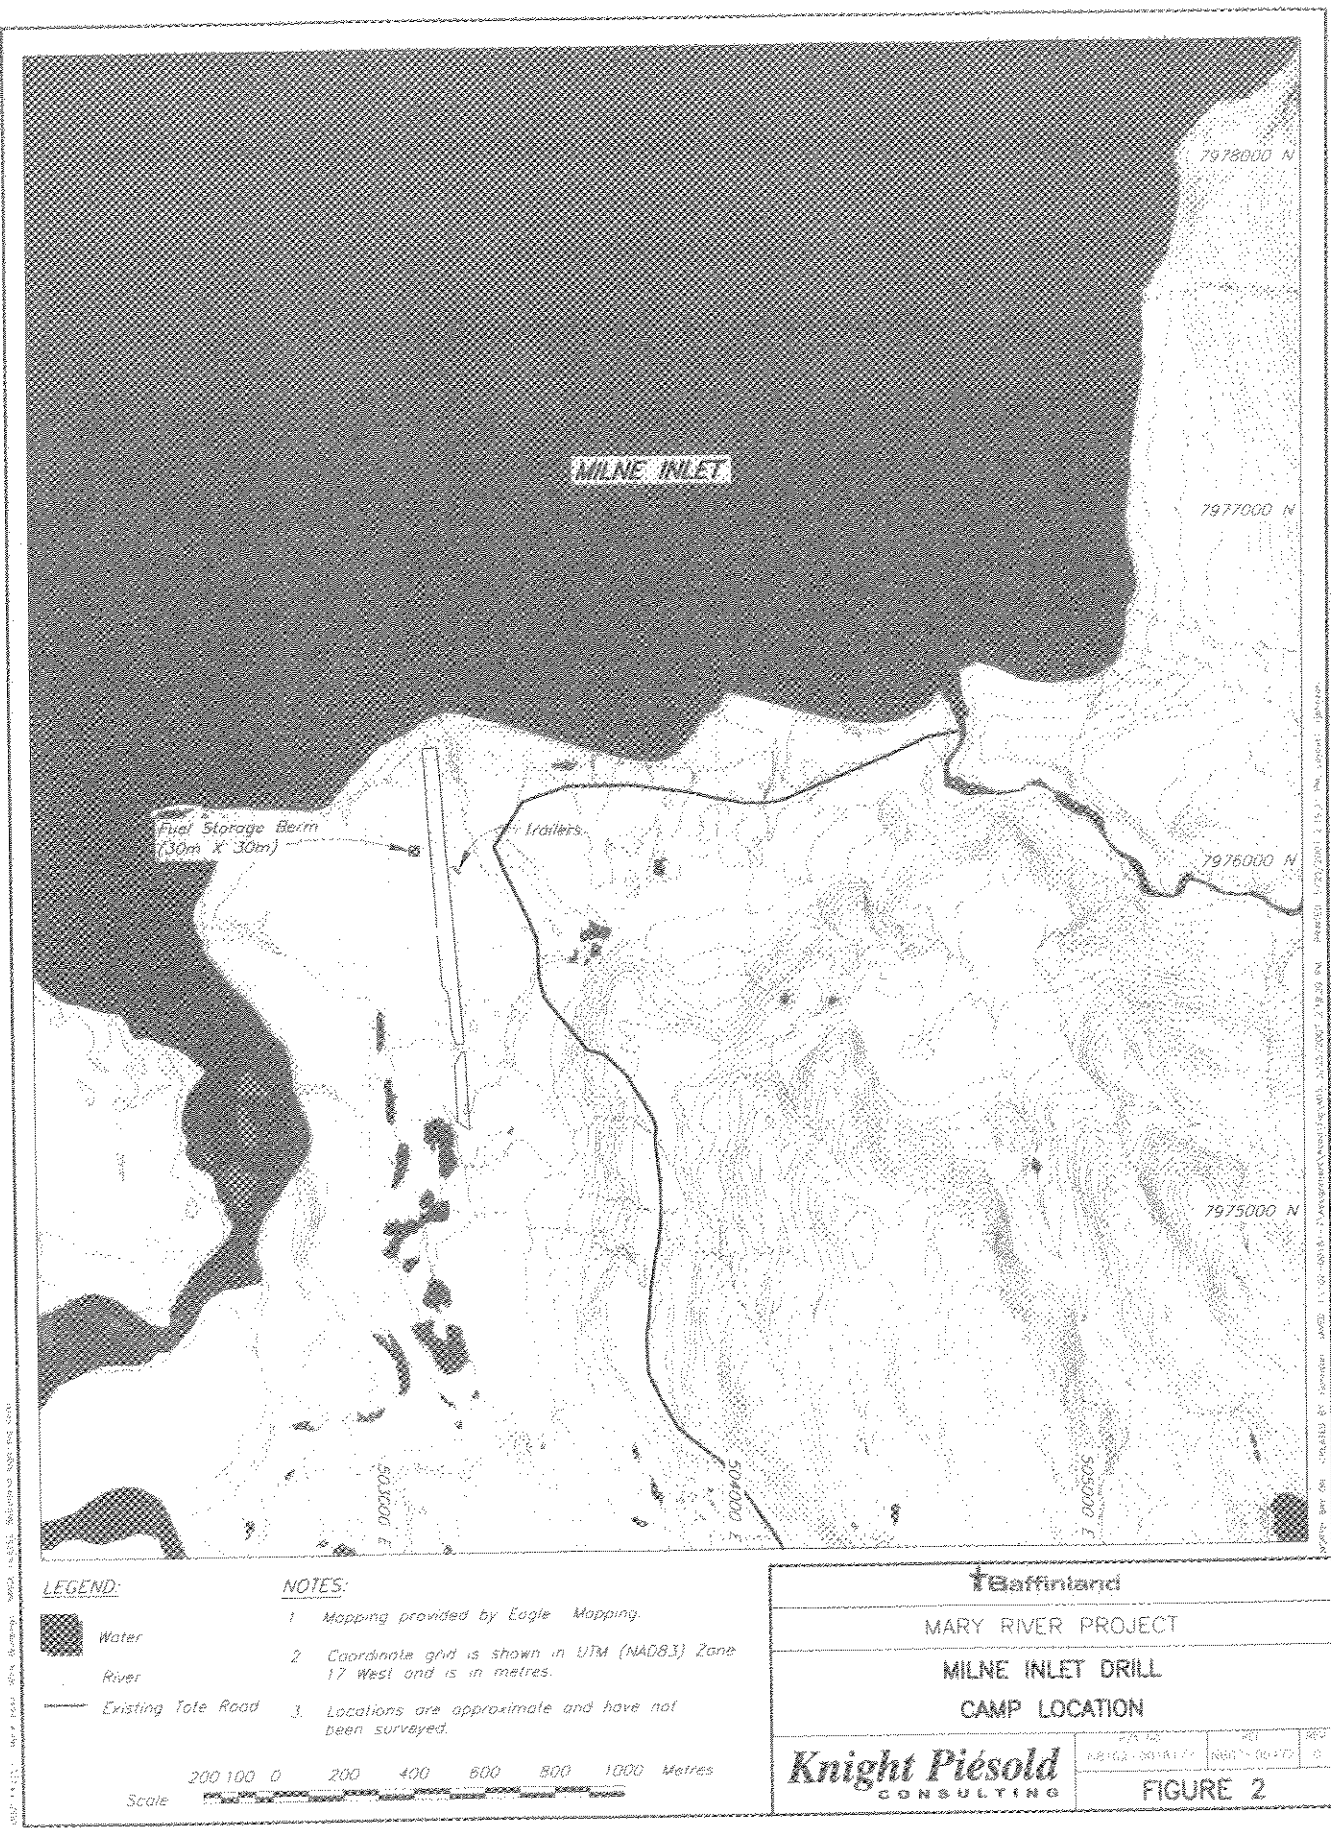 7978000 N
MILNE INLET
7977000 N
Fuel Storage Berm
(30m X 30m)
Trailers
7976000 N
7975000 N
503000 E
504000 E
505000 E
LEGEND:
Water
River
Existing Tote Road
NOTES:
1 Mapping provided by Eagle Mapping.
2 Coordinate grid is shown in UTM (NAD83) Zone
17 West and is in metres.
3. Locations are approximate and have not
been surveyed.
Scale
200 100 0 200 400 600 800 1000 Metres
Baffinland
MARY RIVER PROJECT
MILNE INLET DRILL
CAMP LOCATION
Knight Piésold
CONSULTING
FIGURE 2